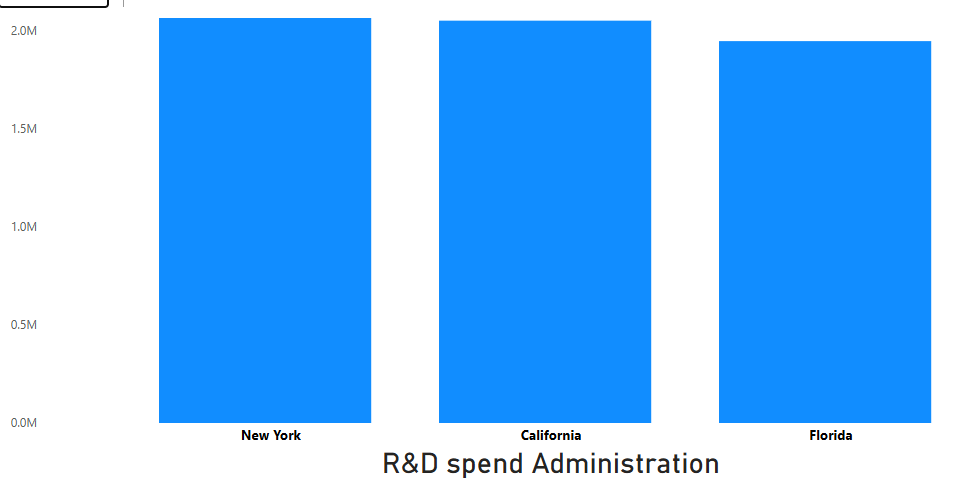 2.0M
1.5M
1.0M
0.5M
0.0M
New York California Florida
R&D spend Administration